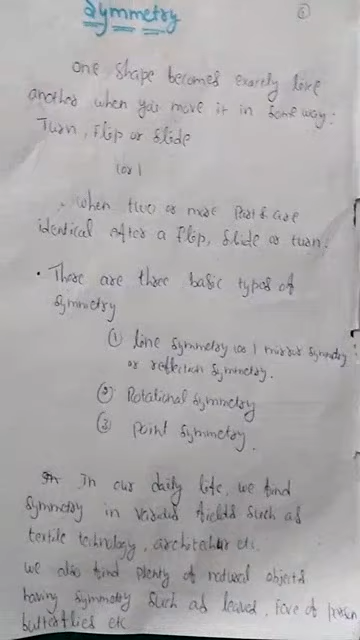 Symmetry
①
One shape becomes exactly like
another when you move it in some way:
Turn, Flip or Slide
(or)
when two or more Parts are
identical after a flip, slide or turn.
• There are three basic types of
symmetry
① line symmetry (or) mirror symmetry
or reflection symmetry.
② Rotational Symmetry
③ point symmetry.
In our daily life, we find
symmetry in various fields such as
textile technology, architecture etc.
we also find plenty of natural objects
having symmetry such as leaves, Face of person
butterflies etc